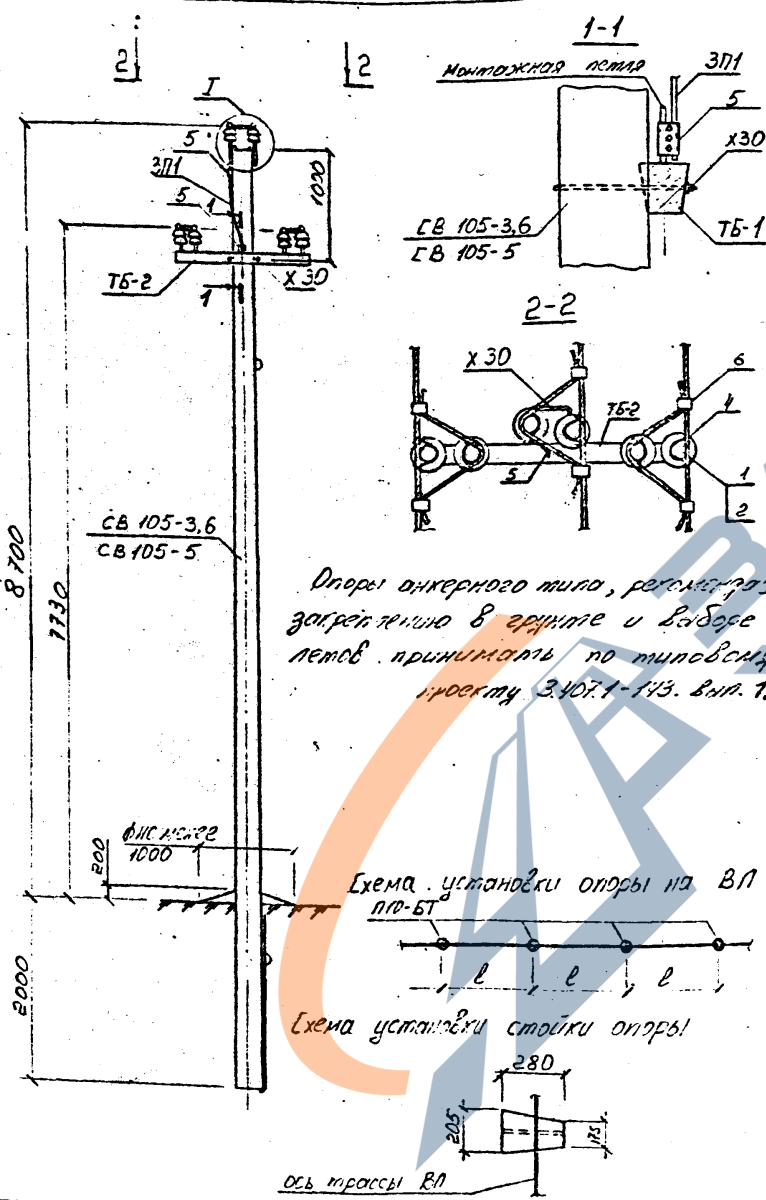 2
2
I
5
ЗП1
5
1
ТБ-2
1
Х30
1000
8700
7730
СВ 105-3,6
СВ 105-5
1000
200
2000
1-1
монтажная петля
ЗП1
5
Х30
ТБ-1
СВ 105-3,6
СВ 105-5
2-2
Х30
ТБ-2
5
6
4
1
2
Опоры анкерного типа,
закреплению в грунте и выборе
летов принимать по типовому
проекту 3.407.1-143. вып. 1.
Схема установки опоры на ВЛ
П10-БТ
l
l
l
Схема установки стойки опоры
280
205
175
ось трассы ВЛ